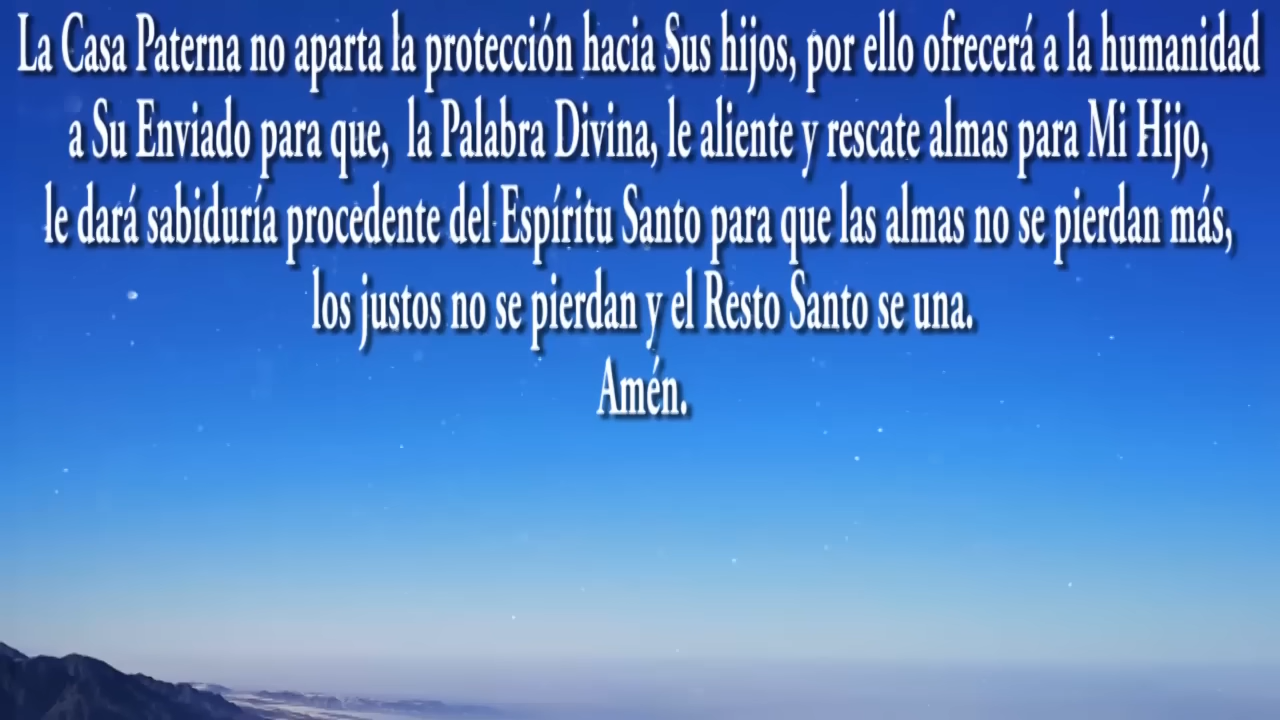 La Casa Paterna no aparta la protección hacia Sus hijos, por ello ofrecerá a la humanidad
a Su Enviado para que,  la Palabra Divina, le aliente y rescate almas para Mi Hijo,
le dará sabiduría procedente del Espíritu Santo para que las almas no se pierdan más,
los justos no se pierdan y el Resto Santo se una.
Amén.